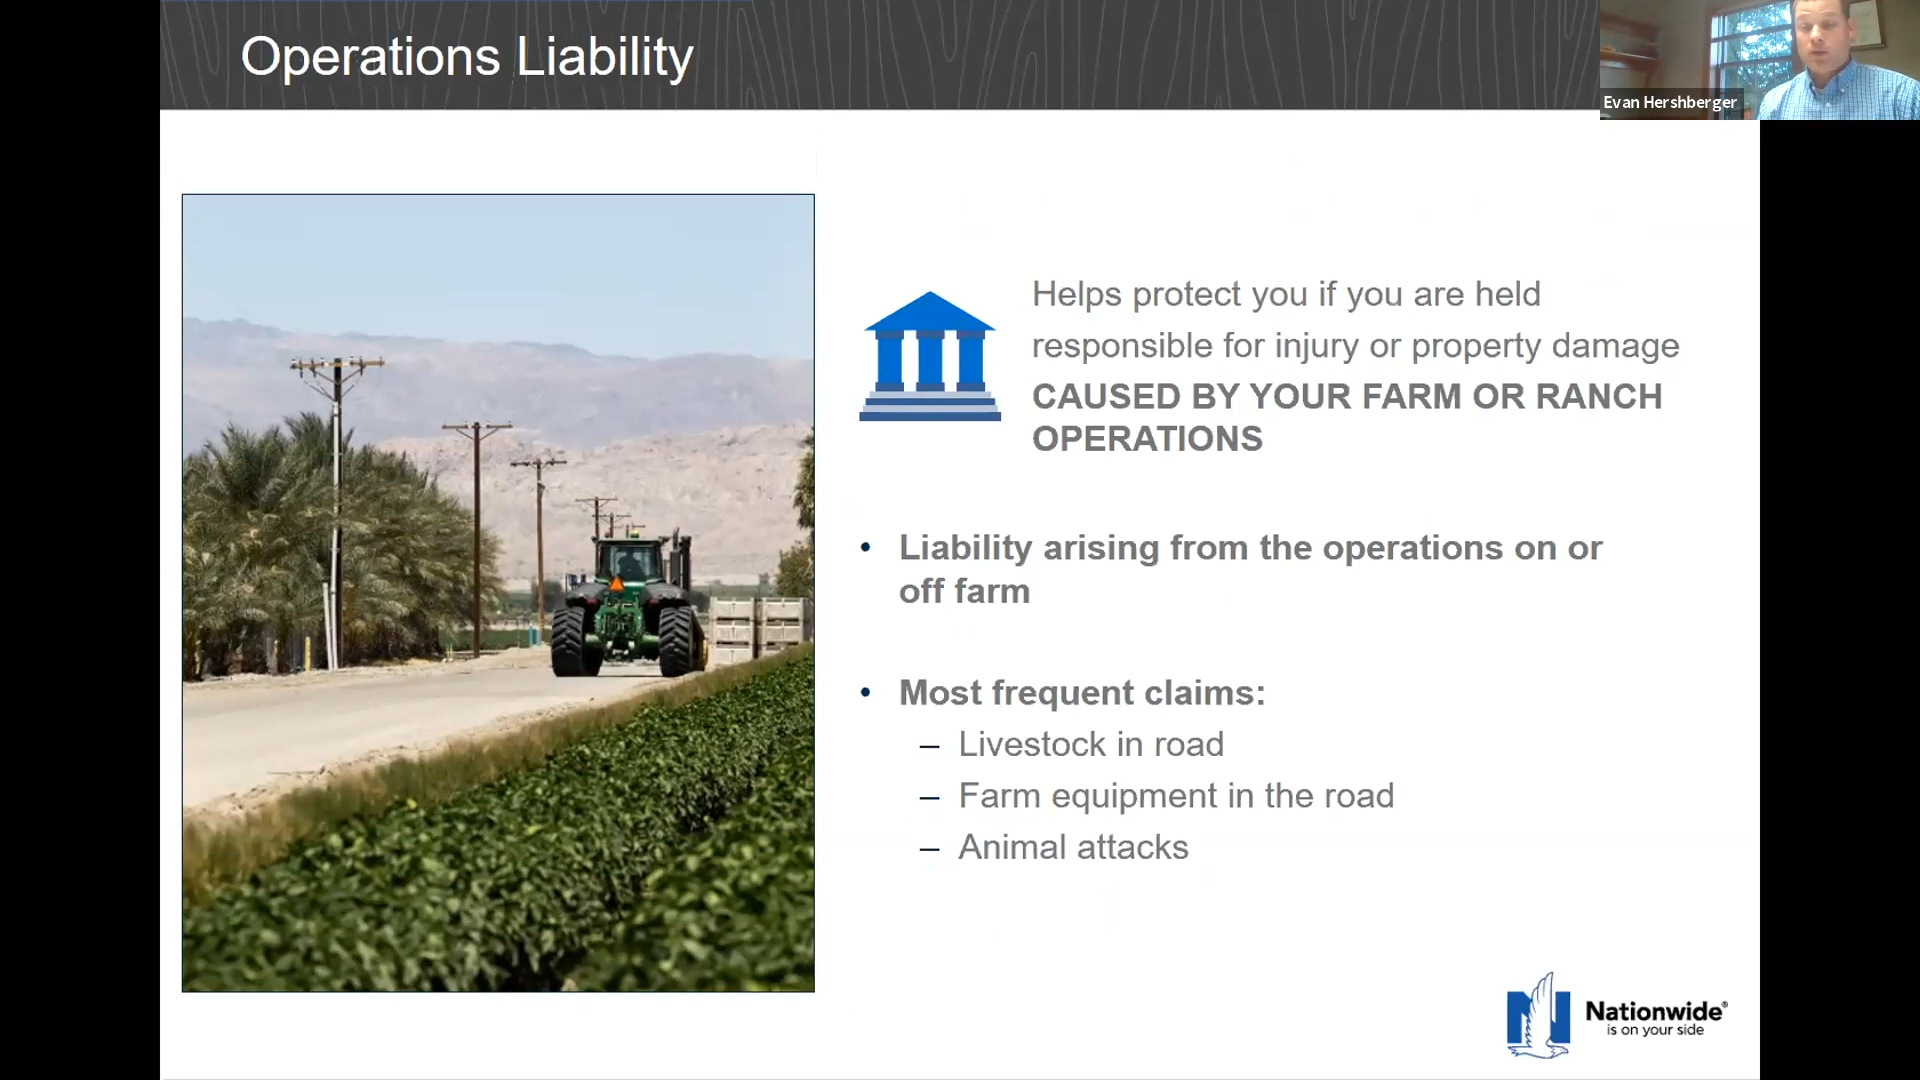 Operations Liability
Evan Hershberger
Helps protect you if you are held
responsible for injury or property damage
CAUSED BY YOUR FARM OR RANCH
OPERATIONS
• Liability arising from the operations on or
off farm
• Most frequent claims:
– Livestock in road
– Farm equipment in the road
– Animal attacks
Nationwide®
is on your side